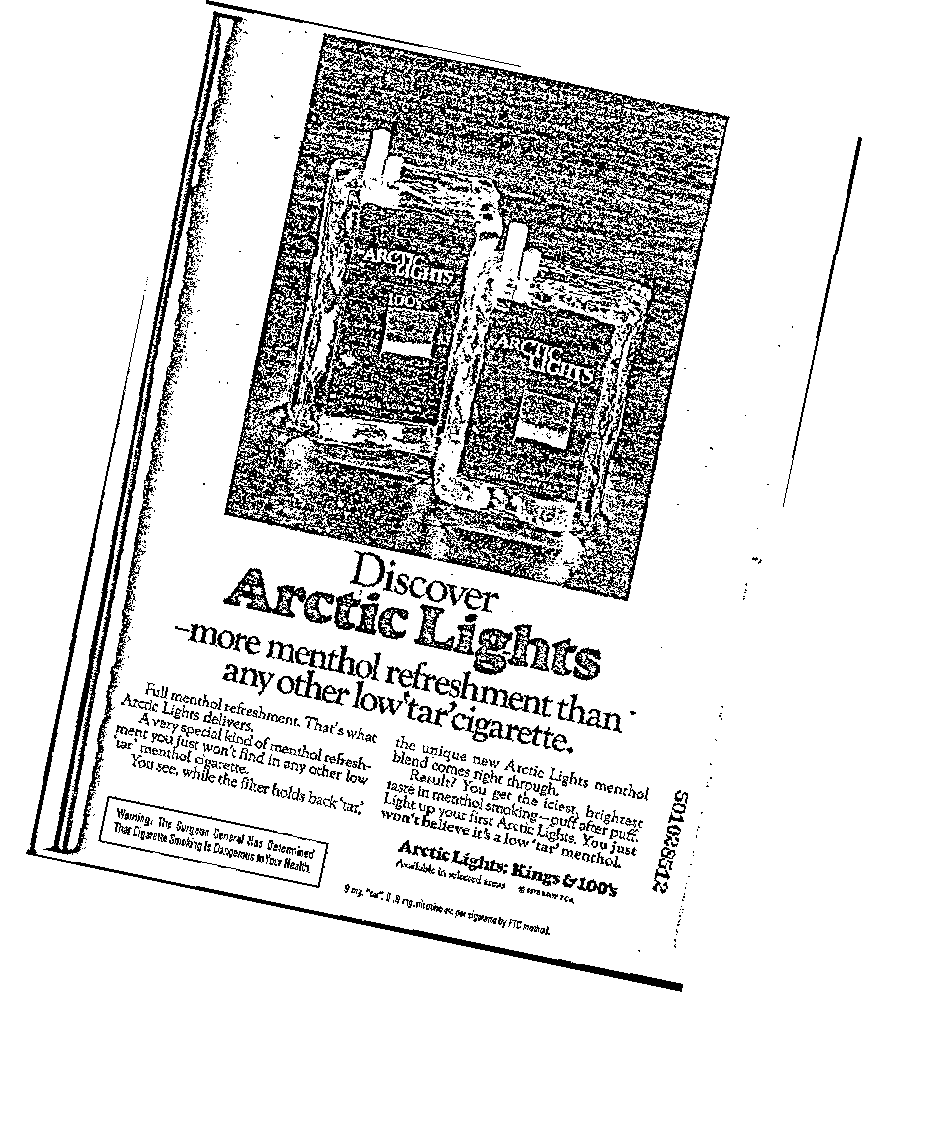 ARCTIC
LIGHTS
100's
ARCTIC
LIGHTS
Discover
Arctic Lights
–more menthol refreshment than
any other low 'tar' cigarette.
Full menthol refreshment. That's what
Arctic Lights delivers.
A very special kind of menthol refresh-
ment you just won't find in any other low
'tar' menthol cigarette.
You see, while the filter holds back 'tar,'
the unique new Arctic Lights menthol
blend comes right through.
Result? You get the iciest, brightest
taste in menthol smoking—puff after puff.
Light up your first Arctic Lights. You just
won't believe it's a low 'tar' menthol.
Arctic Lights: Kings & 100's
Available in selected areas
Warning: The Surgeon General Has Determined
That Cigarette Smoking Is Dangerous to Your Health.
9 mg. "tar", 0.8 mg. nicotine av. per cigarette by FTC method.